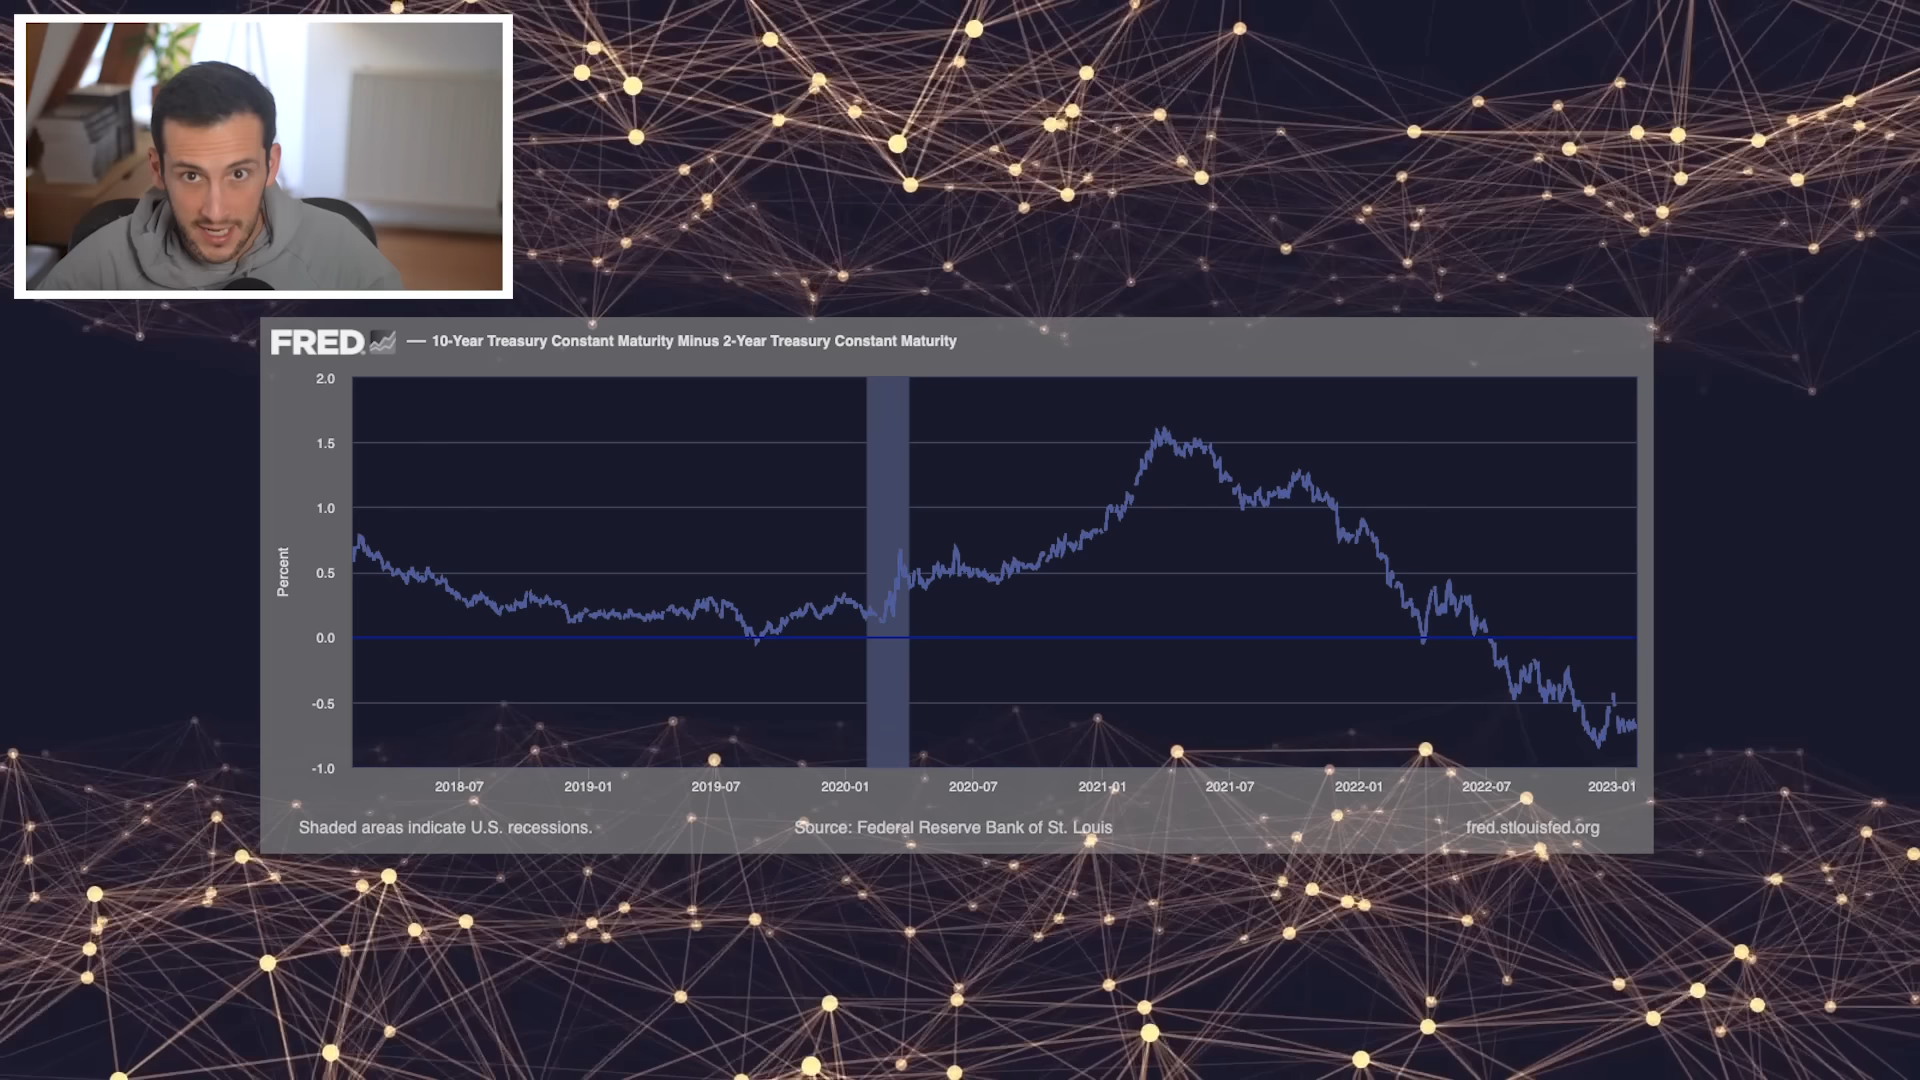 FRED — 10-Year Treasury Constant Maturity Minus 2-Year Treasury Constant Maturity
2.0
1.5
1.0
0.5
0.0
-0.5
-1.0
Percent
2018-07 2019-01 2019-07 2020-01 2020-07 2021-01 2021-07 2022-01 2022-07 2023-01
Shaded areas indicate U.S. recessions. Source: Federal Reserve Bank of St. Louis fred.stlouisfed.org